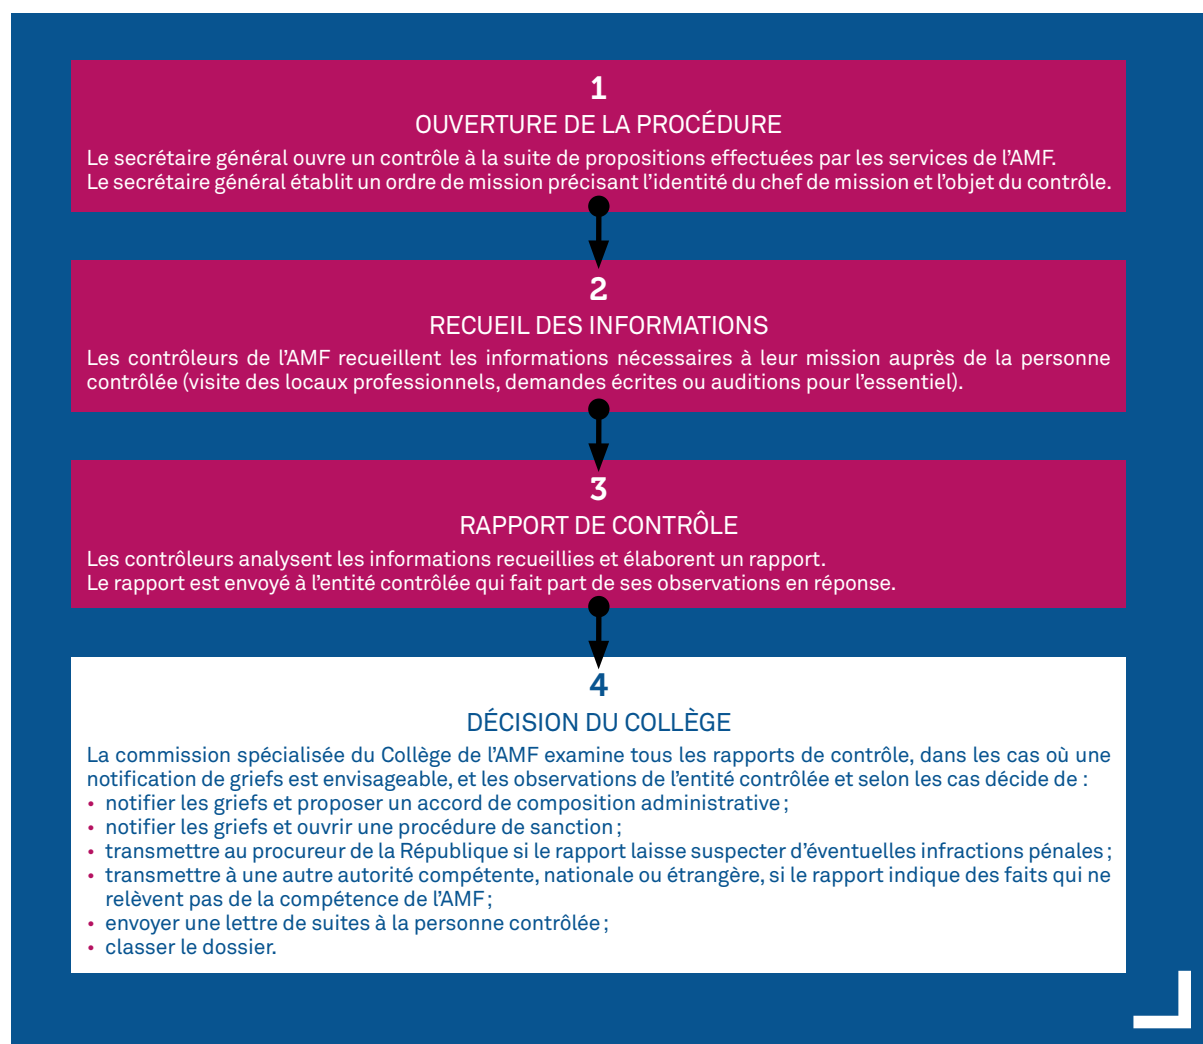 1
OUVERTURE DE LA PROCÉDURE
Le secrétaire général ouvre un contrôle à la suite de propositions effectuées par les services de l'AMF.
Le secrétaire général établit un ordre de mission précisant l'identité du chef de mission et l'objet du contrôle.
2
RECUEIL DES INFORMATIONS
Les contrôleurs de l'AMF recueillent les informations nécessaires à leur mission auprès de la personne
contrôlée (visite des locaux professionnels, demandes écrites ou auditions pour l'essentiel).
3
RAPPORT DE CONTRÔLE
Les contrôleurs analysent les informations recueillies et élaborent un rapport.
Le rapport est envoyé à l'entité contrôlée qui fait part de ses observations en réponse.
4
DÉCISION DU COLLÈGE
La commission spécialisée du Collège de l'AMF examine tous les rapports de contrôle, dans les cas où une
notification de griefs est envisageable, et les observations de l'entité contrôlée et selon les cas décide de :
• notifier les griefs et proposer un accord de composition administrative ;
• notifier les griefs et ouvrir une procédure de sanction ;
• transmettre au procureur de la République si le rapport laisse suspecter d'éventuelles infractions pénales ;
• transmettre à une autre autorité compétente, nationale ou étrangère, si le rapport indique des faits qui ne
relèvent pas de la compétence de l'AMF ;
• envoyer une lettre de suites à la personne contrôlée ;
• classer le dossier.